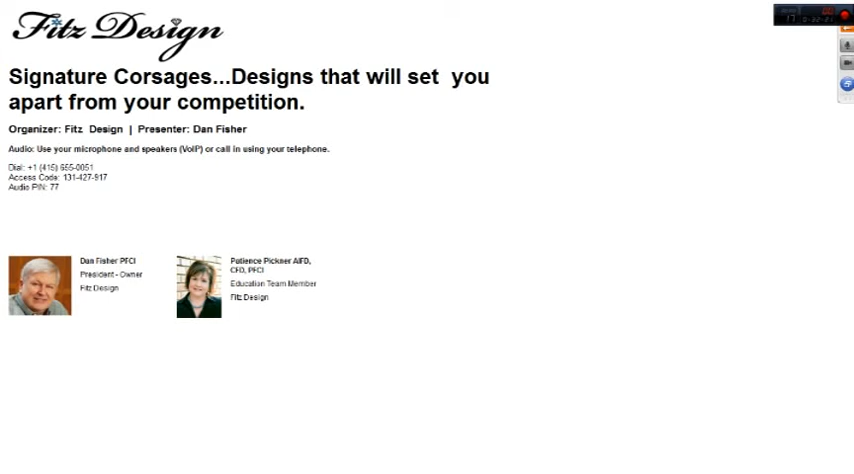 Fitz Design
Signature Corsages...Designs that will set you
apart from your competition.
Organizer: Fitz Design | Presenter: Dan Fisher
Audio: Use your microphone and speakers (VoIP) or call in using your telephone.
Dial: +1 (415) 655-0051
Access Code: 131-427-917
Audio PIN: 77
Dan Fisher PFCI
President - Owner
Fitz Design
Patience Pickner AIFD,
CFD, PFCI
Education Team Member
Fitz Design